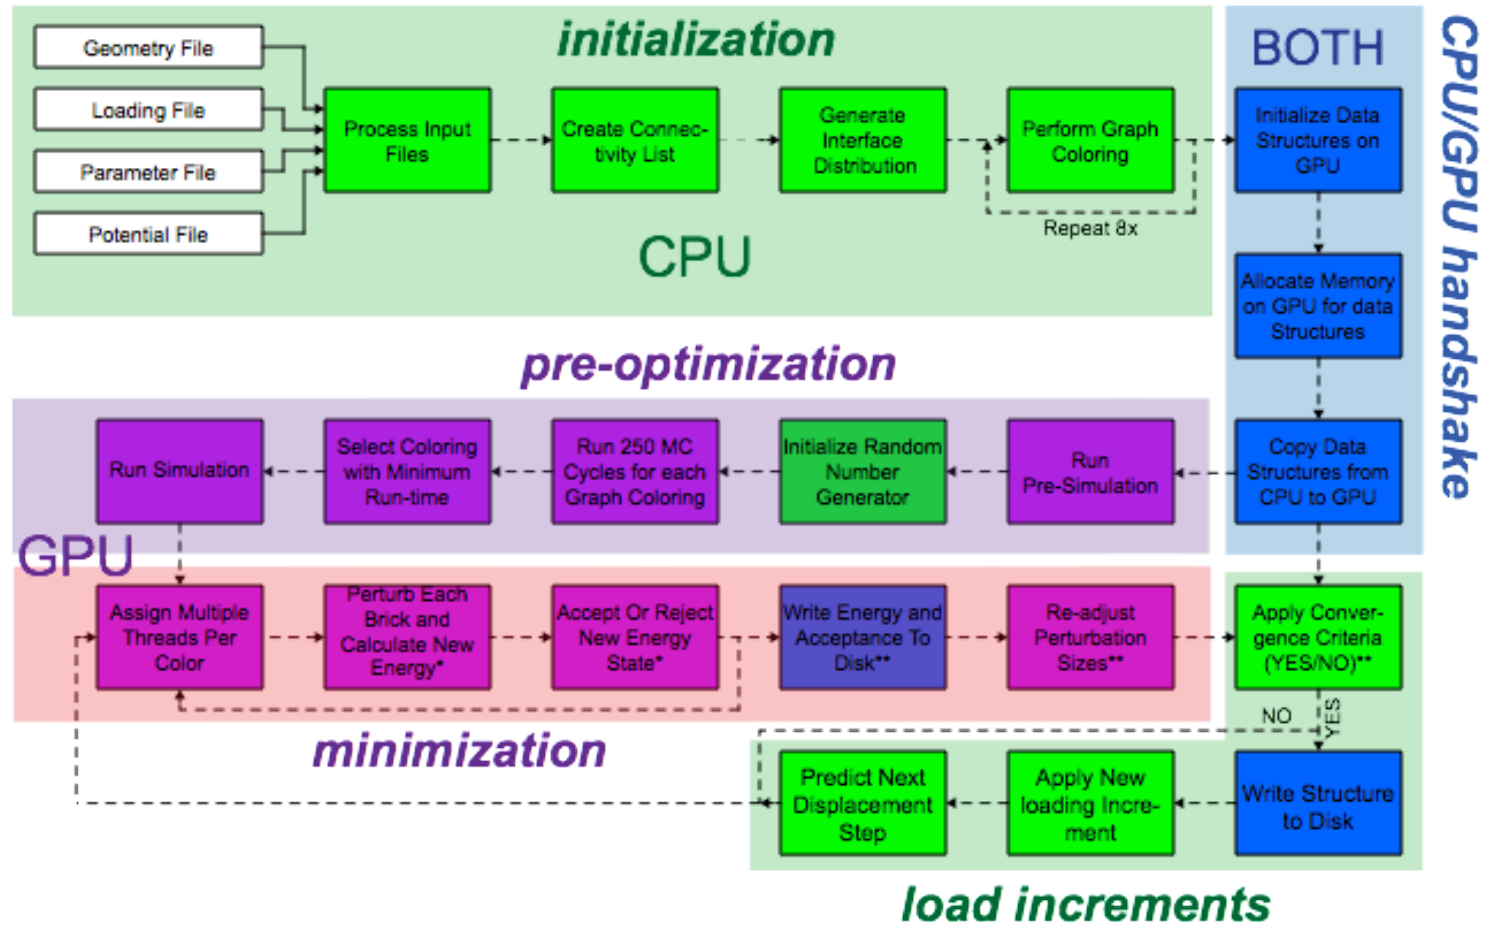 initialization
BOTH
CPU/GPU handshake
Geometry File
Loading File
Parameter File
Potential File
Process Input
Files
Create Connec-
tivity List
Generate
Interface
Distribution
Perform Graph
Coloring
Repeat 8x
CPU
Initialize Data
Structures on
GPU
Allocate Memory
on GPU for data
Structures
Copy Data
Structures from
CPU to GPU
pre-optimization
Run
Pre-Simulation
Initialize Random
Number
Generator
Run 250 MC
Cycles for each
Graph Coloring
Select Coloring
with Minimum
Run-time
Run Simulation
GPU
Assign Multiple
Threads Per
Color
Perturb Each
Brick and
Calculate New
Energy*
Accept Or Reject
New Energy
State*
Write Energy and
Acceptance To
Disk**
Re-adjust
Perturbation
Sizes**
Apply Conver-
gence Criteria
(YES/NO)**
NO
YES
minimization
Write Structure
to Disk
Apply New
loading Incre-
ment
Predict Next
Displacement
Step
load increments